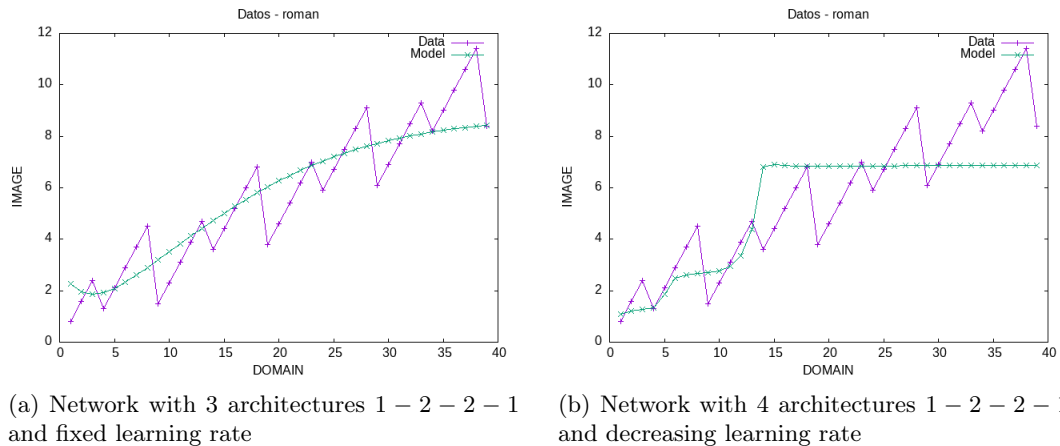 Datos - roman
12
10
8
6
4
2
0
0 5 10 15 20 25 30 35 40
IMAGE
DOMAIN
Data
Model
(a) Network with 3 architectures 1 − 2 − 2 − 1
and fixed learning rate
Datos - roman
12
10
8
6
4
2
0
0 5 10 15 20 25 30 35 40
IMAGE
DOMAIN
Data
Model
(b) Network with 4 architectures 1 − 2 − 2 −
and decreasing learning rate